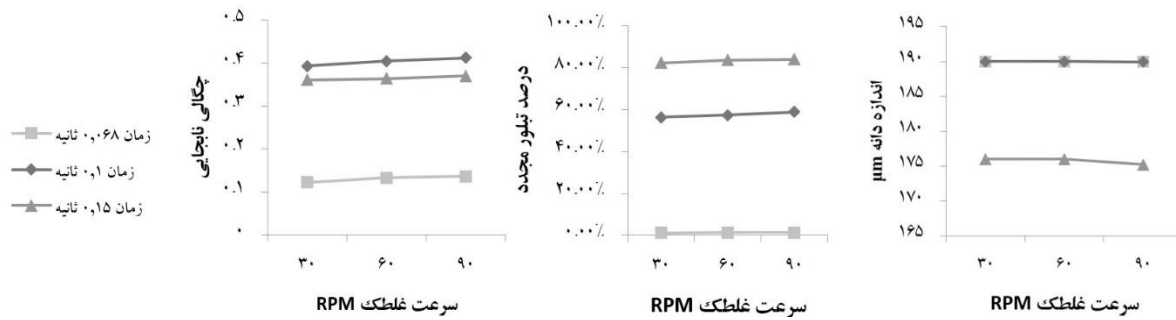 زمان ۰,۰۶۸ ثانیه
زمان ۰,۱ ثانیه
زمان ۰,۱۵ ثانیه
چگالی نابجایی
۰.۵
۰.۴
۰.۳
۰.۲
۰.۱
۰
۳۰ ۶۰ ۹۰
سرعت غلطک RPM
درصد تبلور مجدد
۱۰۰.۰۰٪
۸۰.۰۰٪
۶۰.۰۰٪
۴۰.۰۰٪
۲۰.۰۰٪
۰.۰۰٪
۳۰ ۶۰ ۹۰
سرعت غلطک RPM
اندازه دانه µm
۱۹۵
۱۹۰
۱۸۵
۱۸۰
۱۷۵
۱۷۰
۱۶۵
۳۰ ۶۰ ۹۰
سرعت غلطک RPM